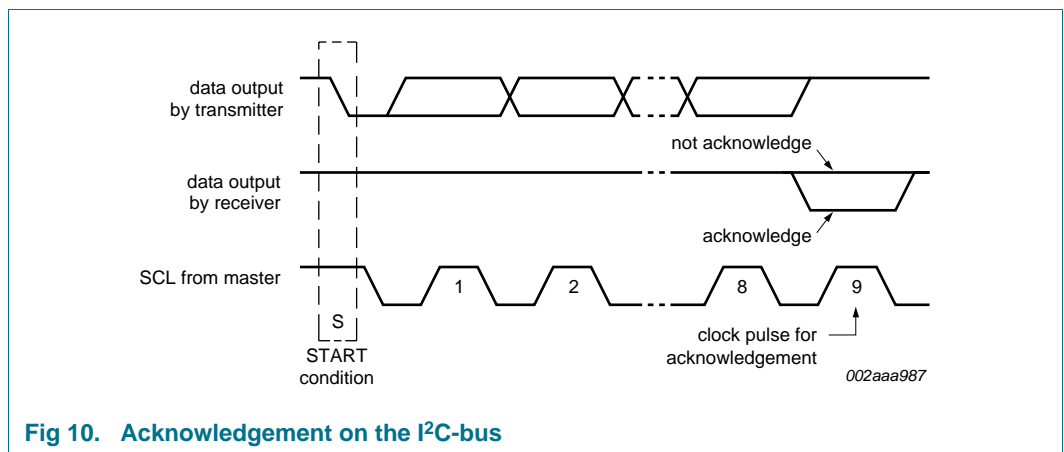 data output
by transmitter
not acknowledge
data output
by receiver
acknowledge
SCL from master
1
2
8
9
S
START
condition
clock pulse for
acknowledgement
002aaa987
Fig 10. Acknowledgement on the I²C-bus